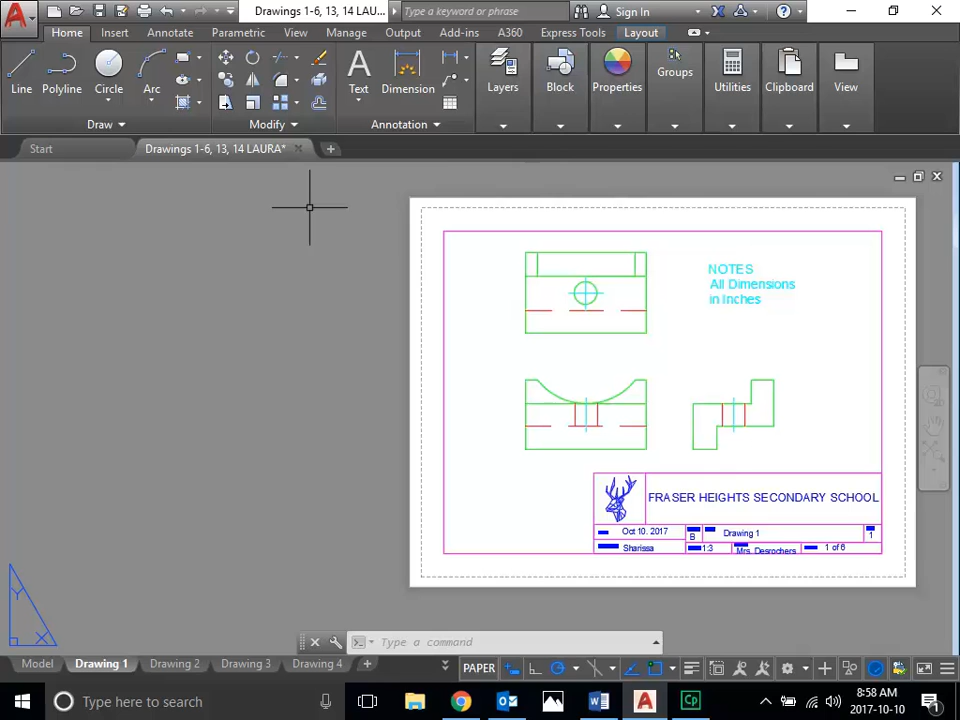 Drawings 1-6, 13, 14 LAU...
Type a keyword or phrase
Sign In
Home
Insert
Annotate
Parametric
View
Manage
Output
Add-ins
A360
Express Tools
Layout
Line
Polyline
Circle
Arc
Text
Dimension
Layers
Block
Properties
Groups
Utilities
Clipboard
View
Draw
Modify
Annotation
Start
Drawings 1-6, 13, 14 LAURA*
NOTES
All Dimensions
in Inches
FRASER HEIGHTS SECONDARY SCHOOL
Oct 10. 2017
B
Drawing 1
1
Sharissa
1:3
Mrs. Desrochers
1 of 6
Y
X
Type a command
Model
Drawing 1
Drawing 2
Drawing 3
Drawing 4
PAPER
Type here to search
8:58 AM
2017-10-10